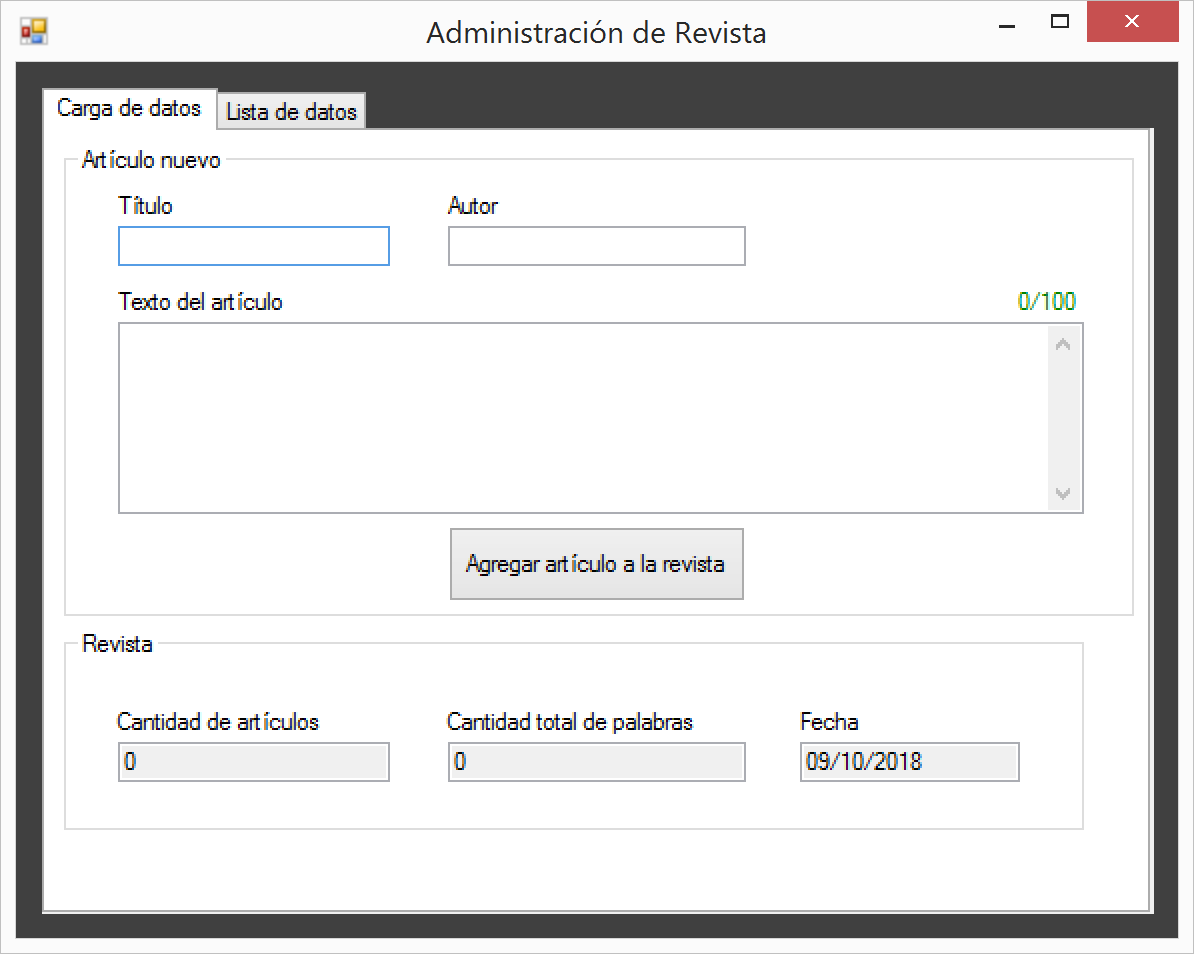 Administración de Revista
Carga de datos
Lista de datos
Artículo nuevo
Título
Autor
Texto del artículo
0/100
Agregar artículo a la revista
Revista
Cantidad de artículos
Cantidad total de palabras
Fecha
0
0
09/10/2018